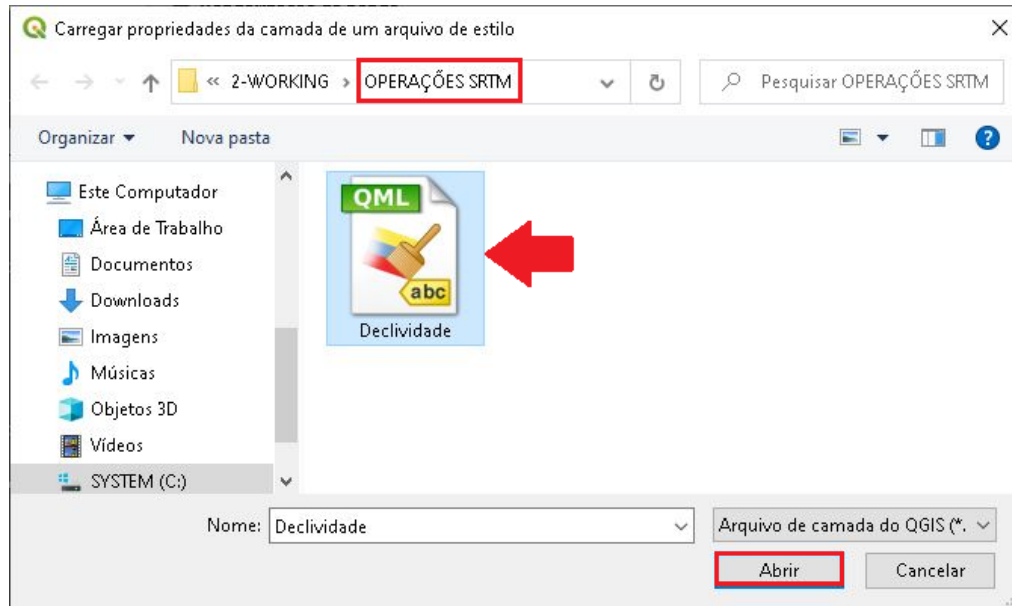 Carregar propriedades da camada de um arquivo de estilo
« 2-WORKING › OPERAÇÕES SRTM
Pesquisar OPERAÇÕES SRTM
Organizar
Nova pasta
Este Computador
Área de Trabalho
Documentos
Downloads
Imagens
Músicas
Objetos 3D
Vídeos
SYSTEM (C:)
QML
abc
Declividade
Nome:
Declividade
Arquivo de camada do QGIS (*.
Abrir
Cancelar